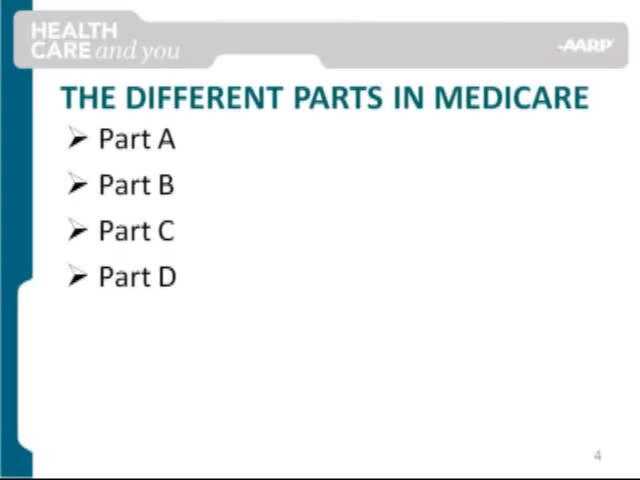 HEALTH
CARE and you
AARP
THE DIFFERENT PARTS IN MEDICARE
Part A
Part B
Part C
Part D
4